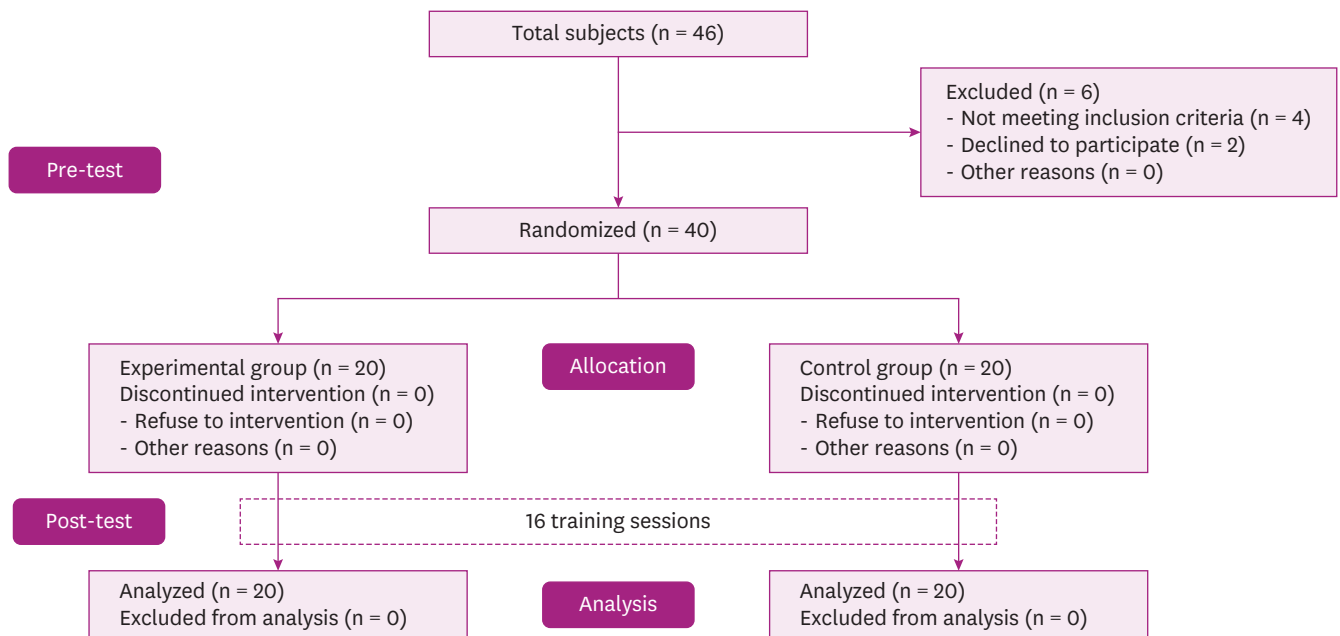 Total subjects (n = 46)
Excluded (n = 6)
- Not meeting inclusion criteria (n = 4)
- Declined to participate (n = 2)
- Other reasons (n = 0)
Pre-test
Randomized (n = 40)
Experimental group (n = 20)
Discontinued intervention (n = 0)
- Refuse to intervention (n = 0)
- Other reasons (n = 0)
Allocation
Control group (n = 20)
Discontinued intervention (n = 0)
- Refuse to intervention (n = 0)
- Other reasons (n = 0)
Post-test
16 training sessions
Analyzed (n = 20)
Excluded from analysis (n = 0)
Analysis
Analyzed (n = 20)
Excluded from analysis (n = 0)